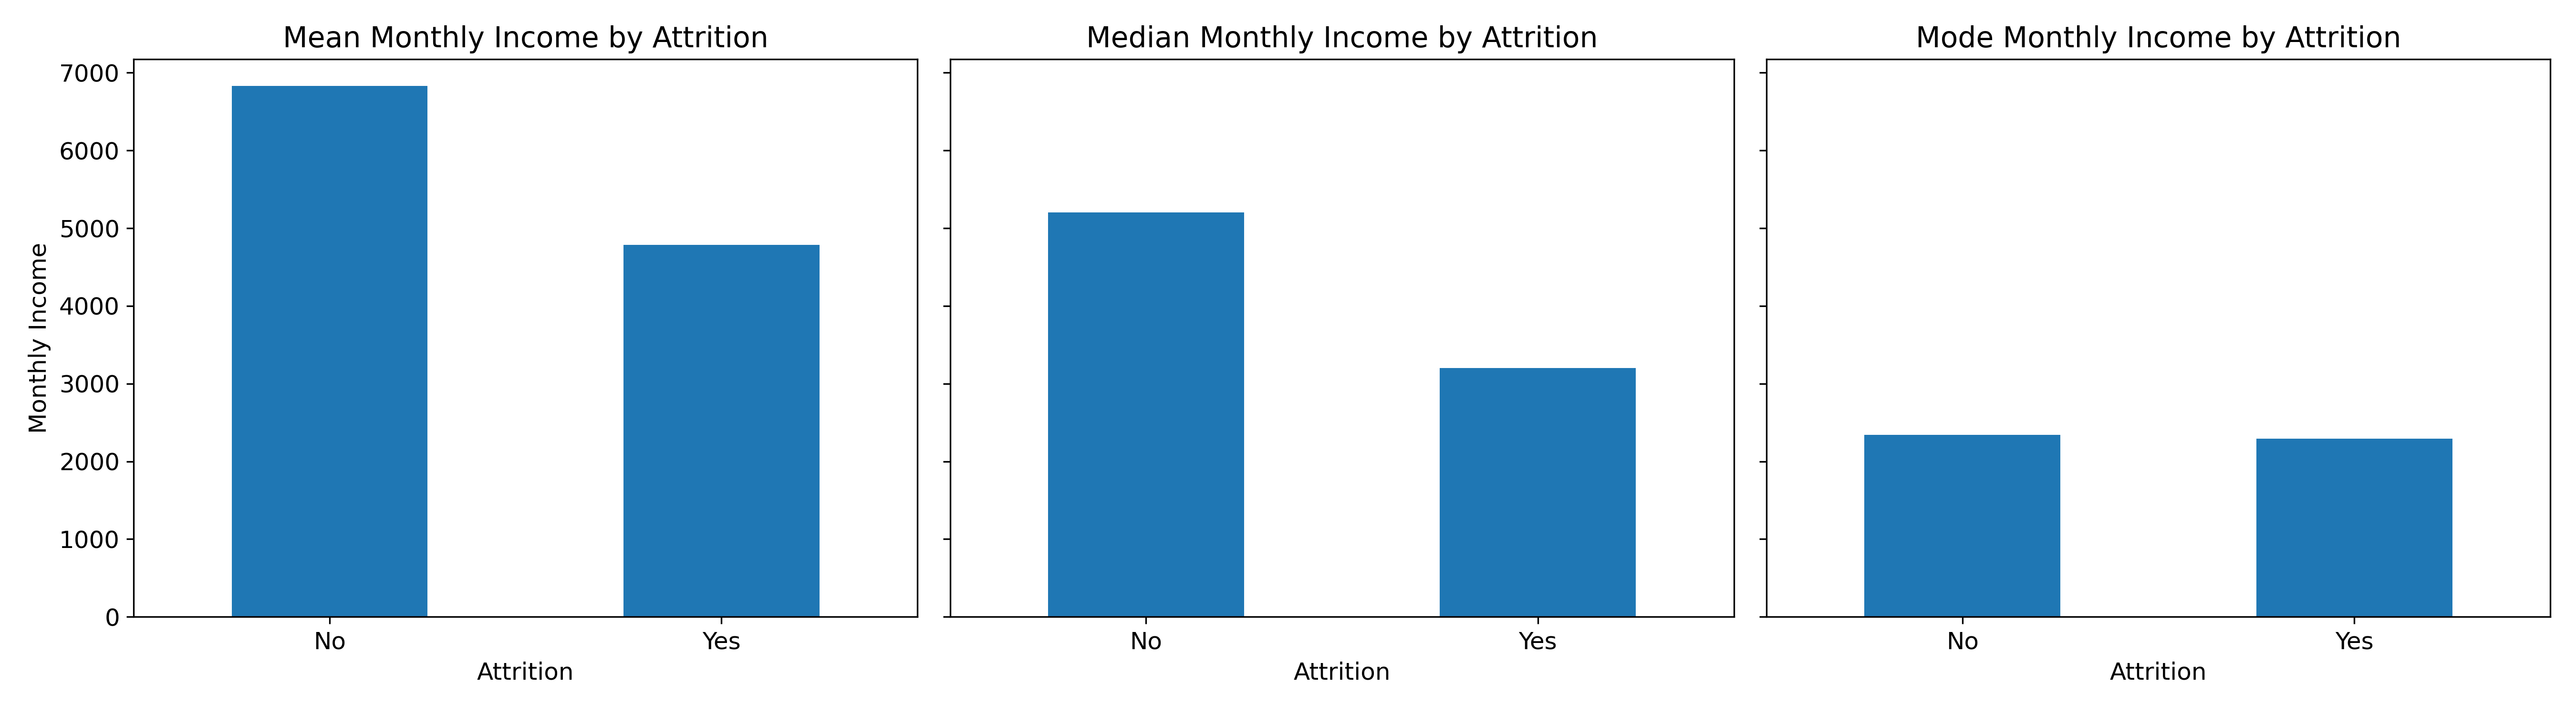 Mean Monthly Income by Attrition
Median Monthly Income by Attrition
Mode Monthly Income by Attrition
7000
6000
5000
4000
3000
2000
1000
0
Monthly Income
No
Yes
No
Yes
No
Yes
Attrition
Attrition
Attrition